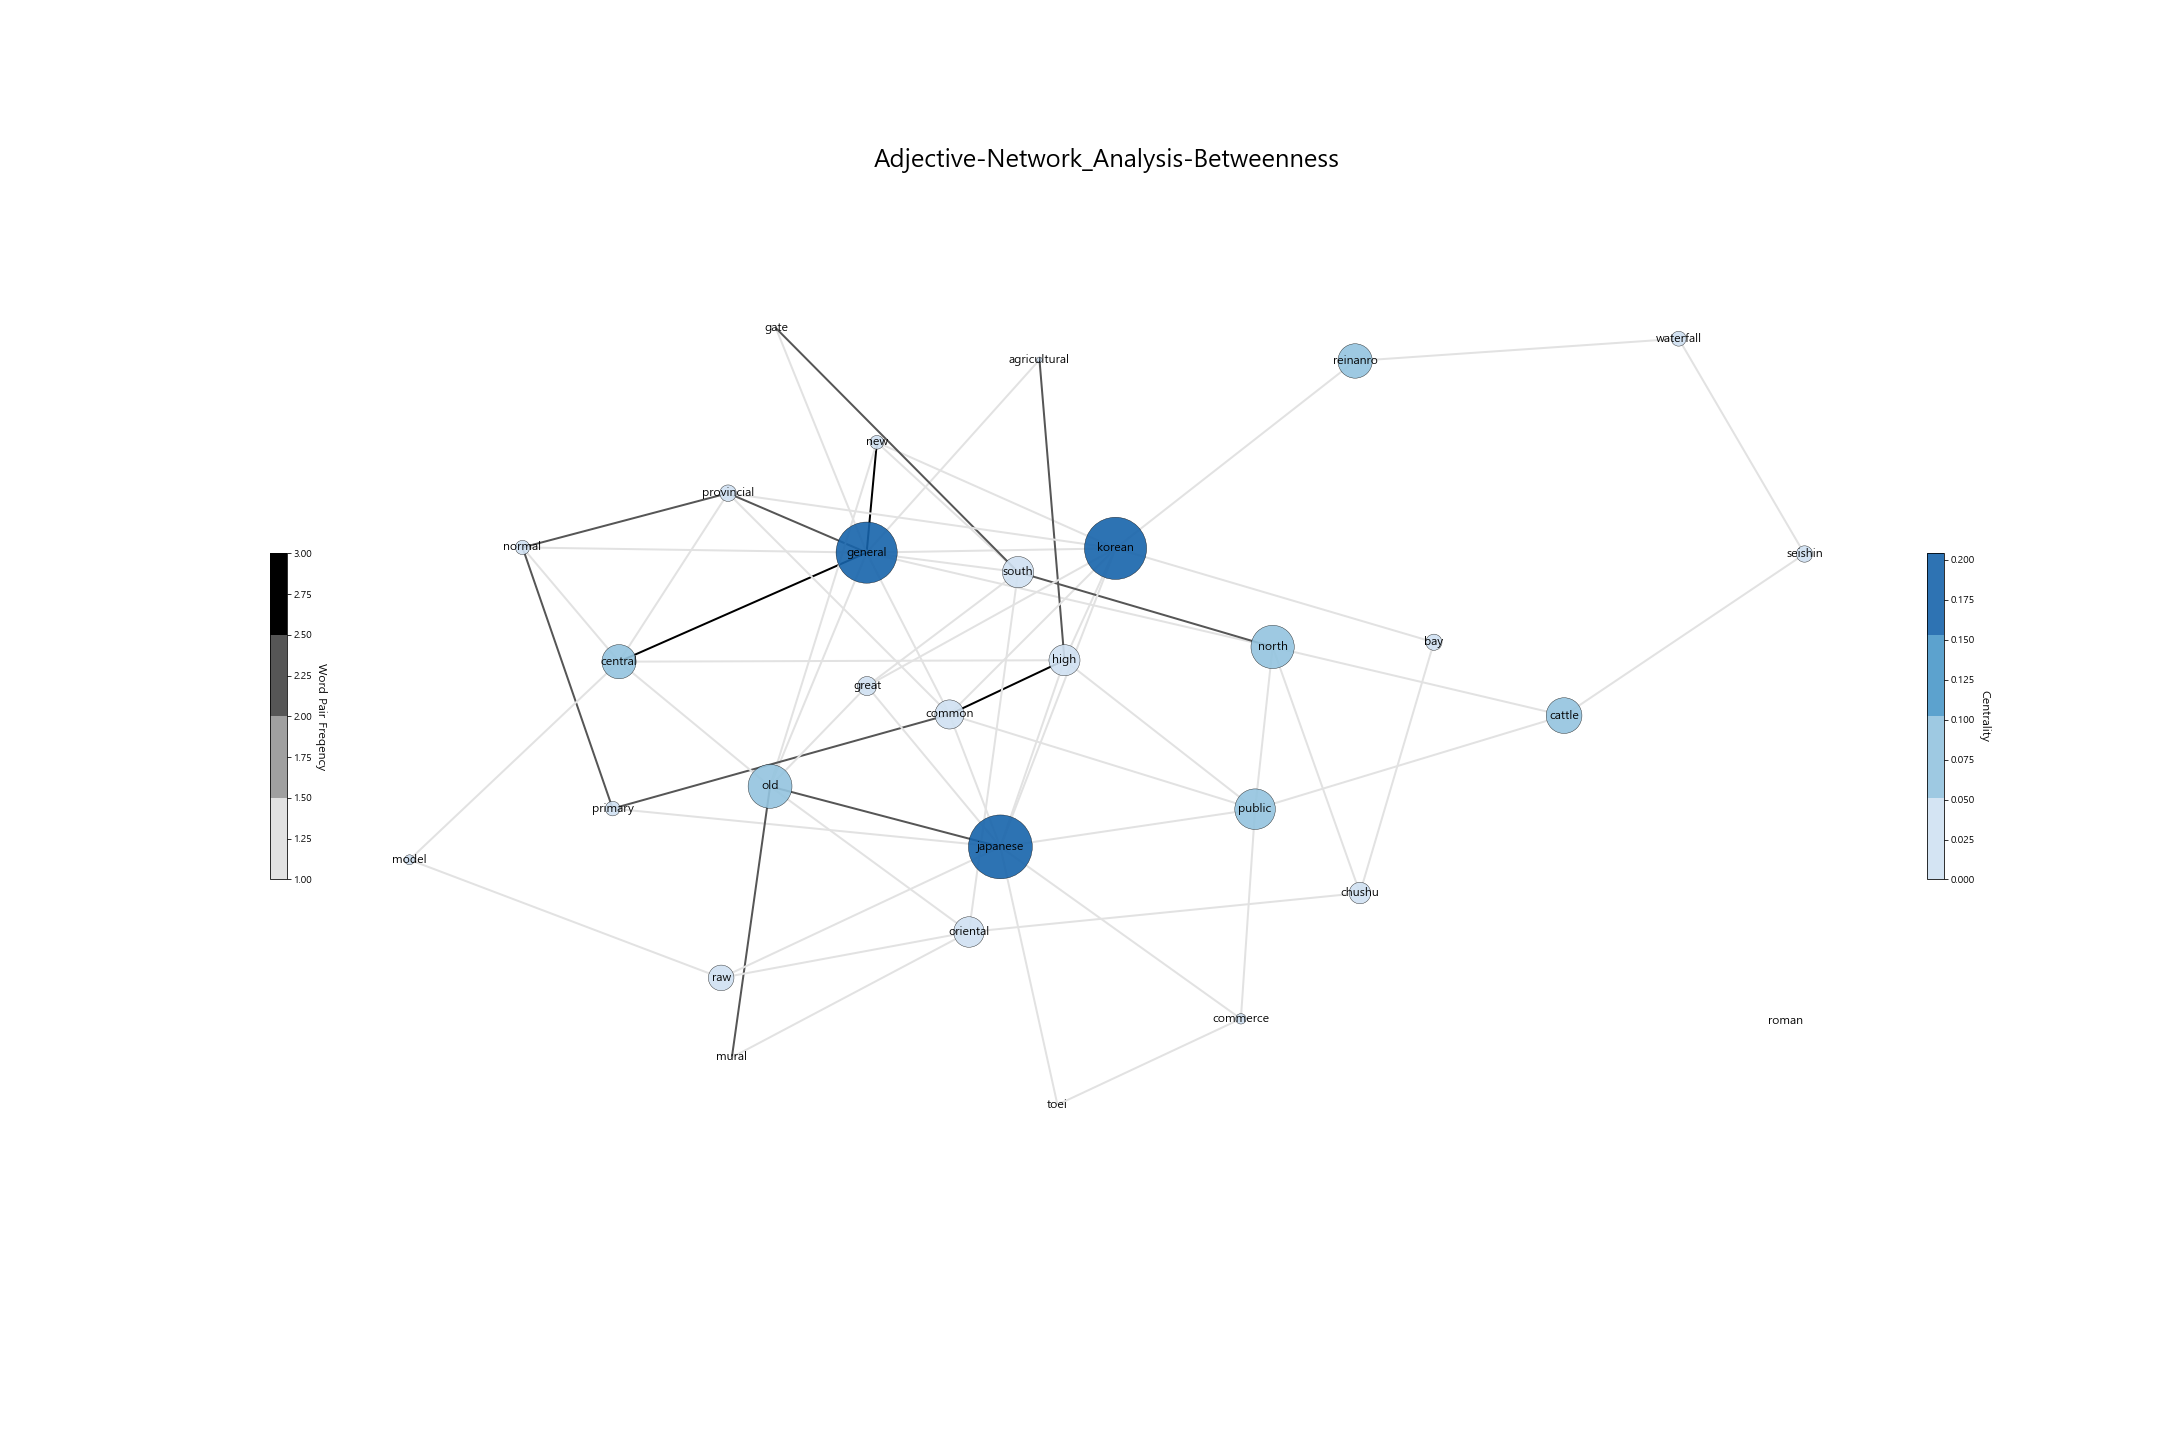 Adjective-Network_Analysis-Betweenness
gate
waterfall
agricultural
reinanro
new
provincial
normal
general
korean
south
seishin
central
high
north
bay
great
common
cattle
old
primary
public
japanese
model
chushu
oriental
raw
commerce
roman
mural
toei
3.00
2.75
2.50
2.25
2.00
1.75
1.50
1.25
1.00
Word Pair Freqency
0.200
0.175
0.150
0.125
0.100
0.075
0.050
0.025
0.000
Centrality